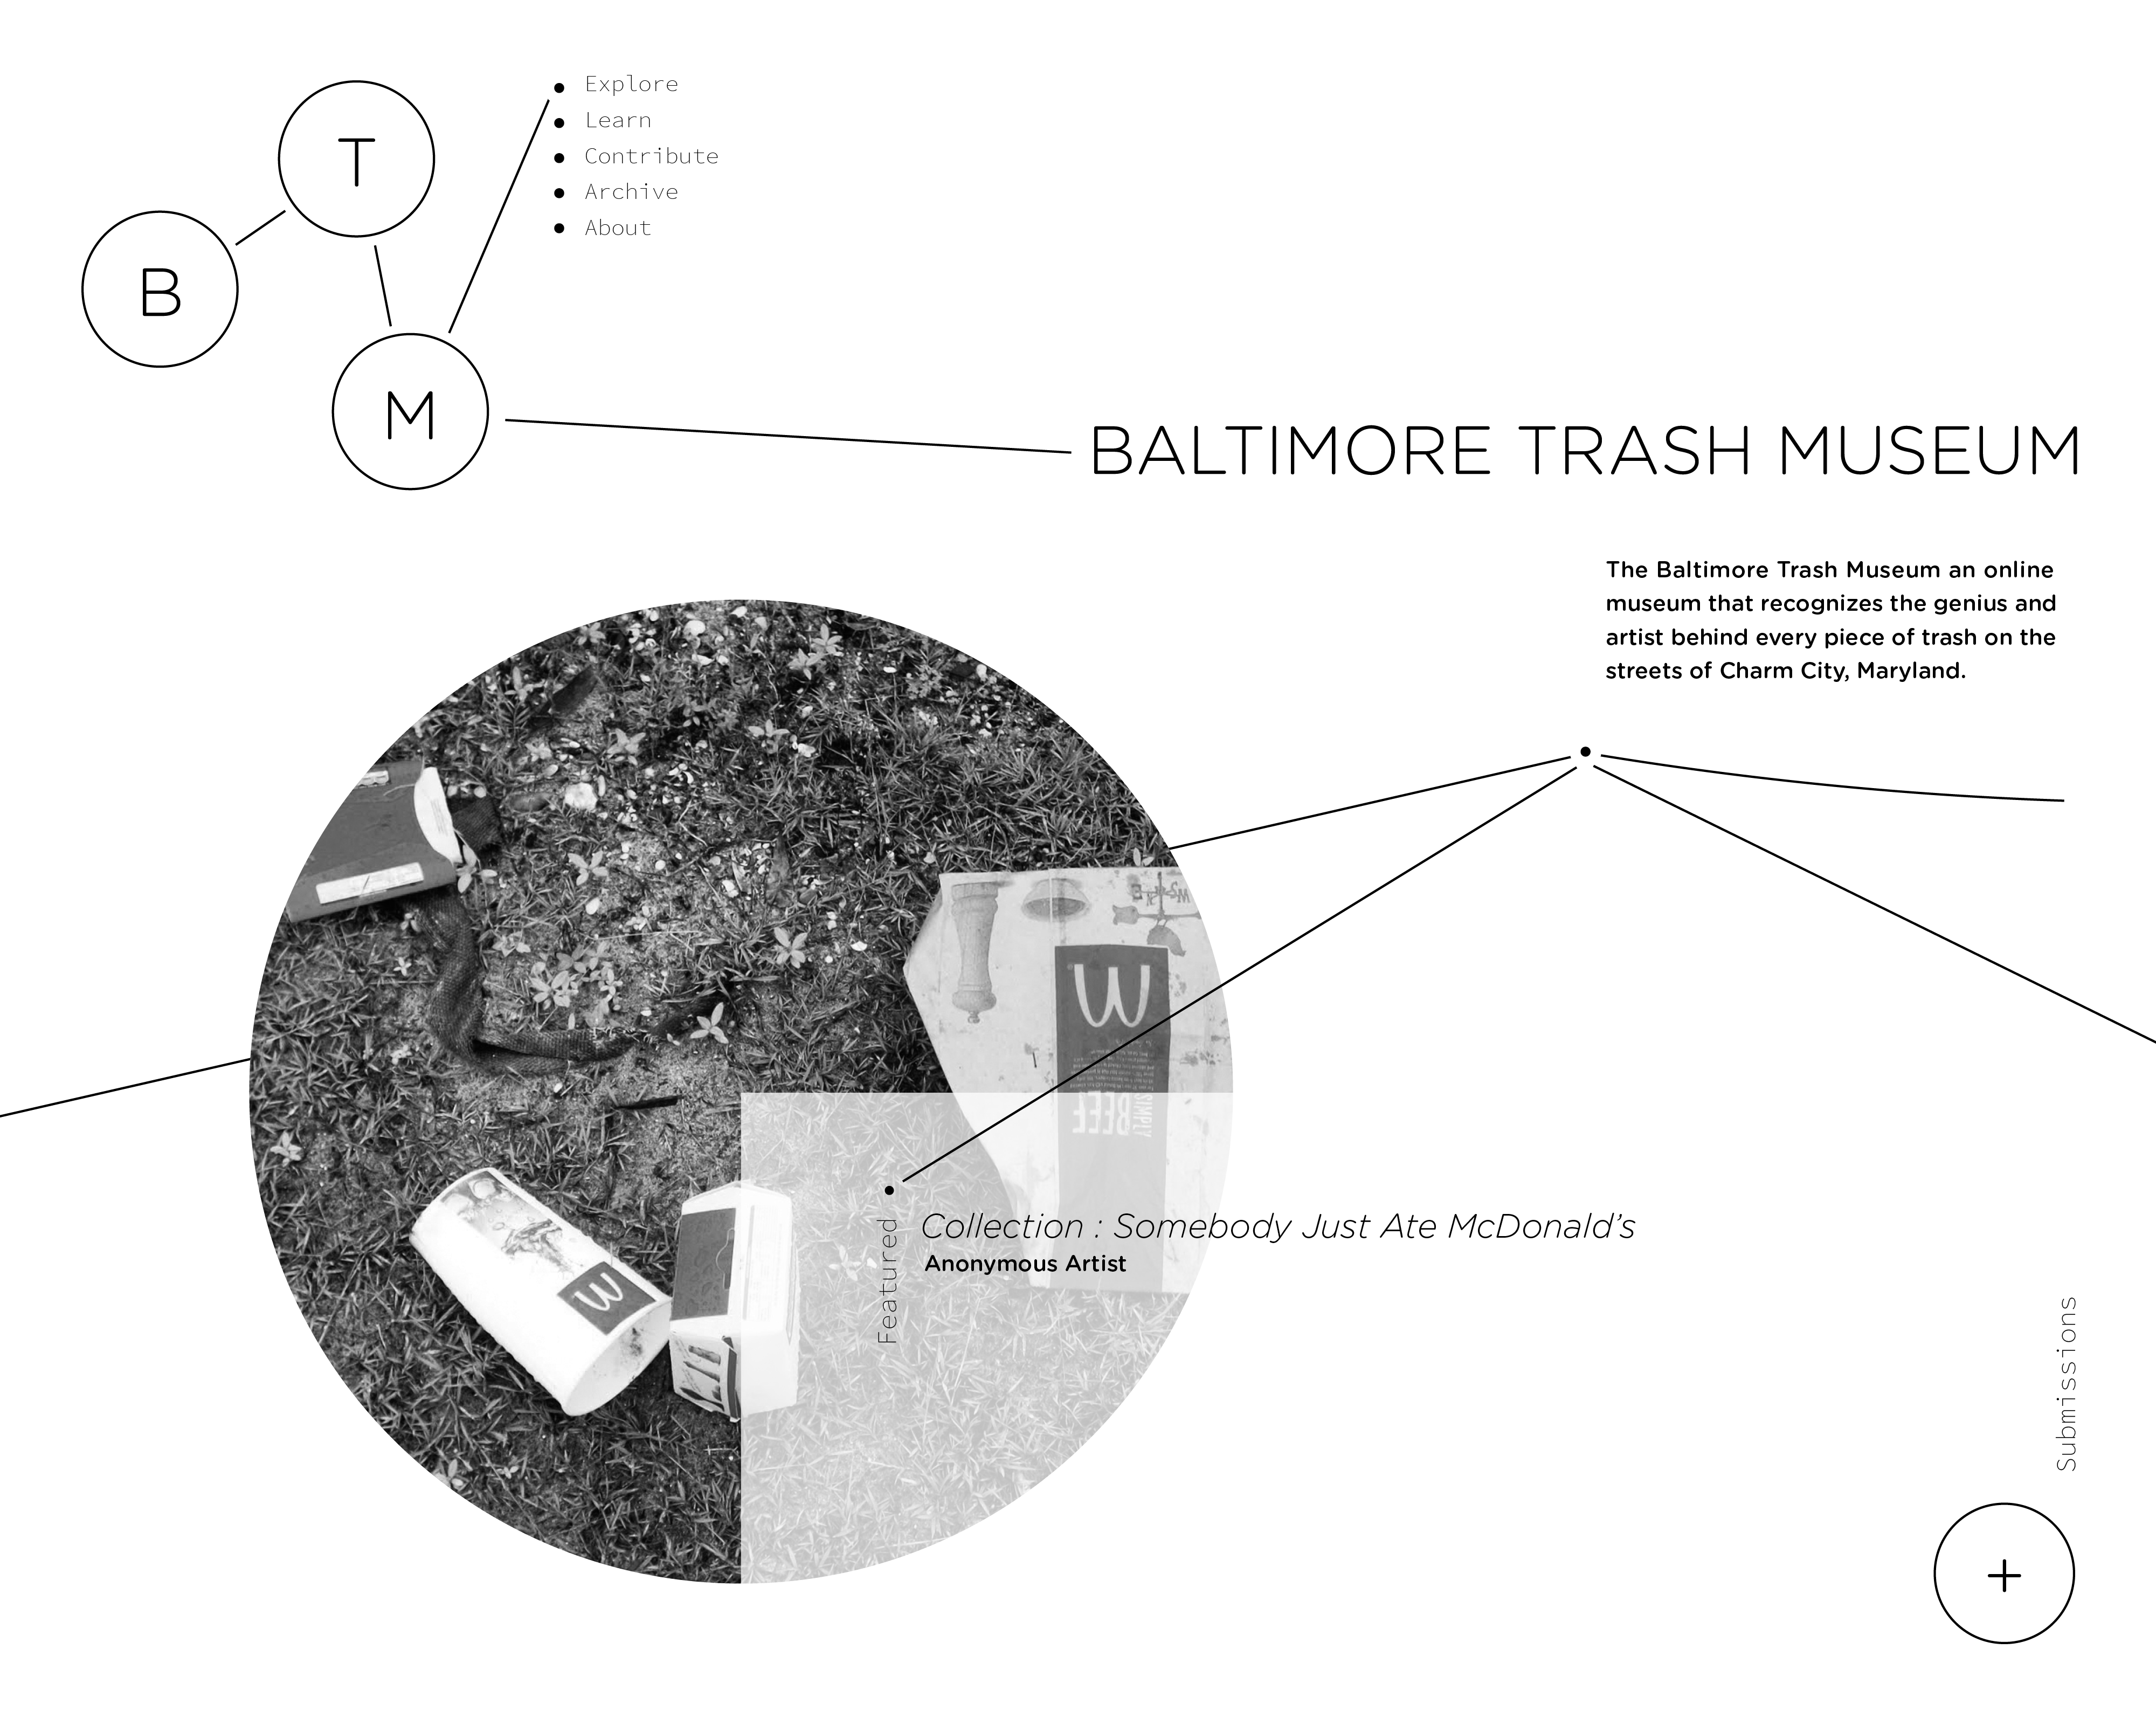 T
B
M
Explore
Learn
Contribute
Archive
About
BALTIMORE TRASH MUSEUM
The Baltimore Trash Museum an online
museum that recognizes the genius and
artist behind every piece of trash on the
streets of Charm City, Maryland.
SIMPLY
BEEF
Featured
Collection : Somebody Just Ate McDonald’s
Anonymous Artist
Submissions
+